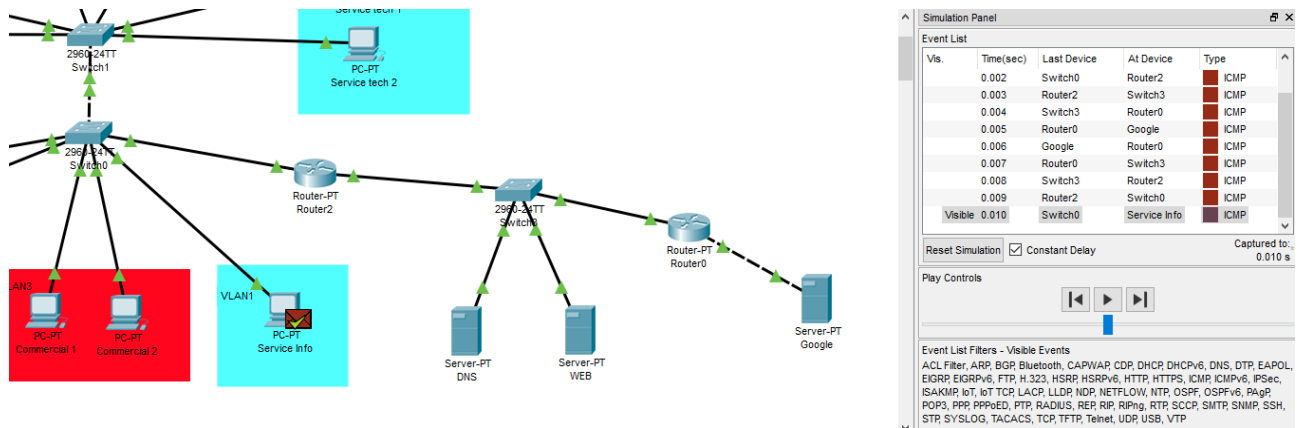 Service tech 1
2960-24TT
Switch1
PC-PT
Service tech 2
2960-24TT
Switch0
Router-PT
Router2
2960-24TT
Switch3
Router-PT
Router0
VLAN1
PC-PT
Commercial 1
PC-PT
Commercial 2
PC-PT
Service Info
Server-PT
DNS
Server-PT
WEB
Server-PT
Google
Simulation Panel
Event List
Vis. Time(sec) Last Device At Device Type
0.002 Switch0 Router2 ICMP
0.003 Router2 Switch3 ICMP
0.004 Switch3 Router0 ICMP
0.005 Router0 Google ICMP
0.006 Google Router0 ICMP
0.007 Router0 Switch3 ICMP
0.008 Switch3 Router2 ICMP
0.009 Router2 Switch0 ICMP
Visible 0.010 Switch0 Service Info ICMP
Reset Simulation Constant Delay
Captured to:
0.010 s
Play Controls
Event List Filters - Visible Events
ACL Filter, ARP, BGP, Bluetooth, CAPWAP, CDP, DHCP, DHCPv6, DNS, DTP, EAPOL,
EIGRP, EIGRPv6, FTP, H.323, HSRP, HSRPv6, HTTP, HTTPS, ICMP, ICMPv6, IPSec,
ISAKMP, IoT, IoT TCP, LACP, LLDP, NDP, NETFLOW, NTP, OSPF, OSPFv6, PAgP,
POP3, PPP, PPPoED, PTP, RADIUS, REP, RIP, RIPng, RTP, SCCP, SMTP, SNMP, SSH,
STP, SYSLOG, TACACS, TCP, TFTP, Telnet, UDP, USB, VTP